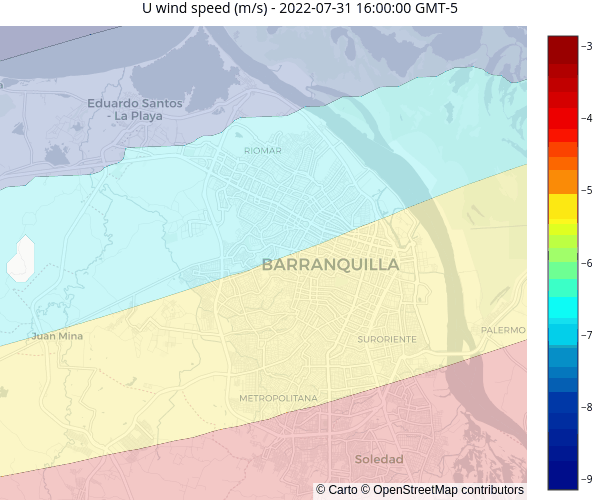 U wind speed (m/s) - 2022-07-31 16:00:00 GMT-5
−3
Eduardo Santos
- La Playa
−4
RIOMAR
−5
BARRANQUILLA
−6
Juan Mina
SURORIENTE
PALERMO
−7
METROPOLITANA
−8
Soledad
−9
© Carto © OpenStreetMap contributors